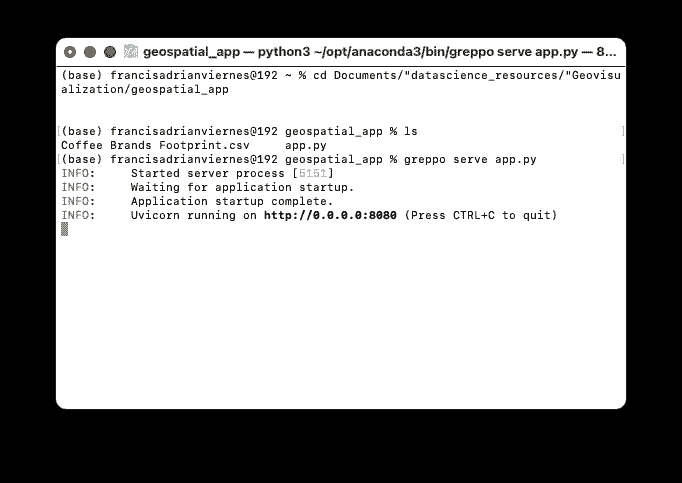 geospatial_app — python3 ~/opt/anaconda3/bin/greppo serve app.py — 8...
(base) francisadrianviernes@192 ~ % cd Documents/"datascience_resources/"Geovisu
alization/geospatial_app
[(base) francisadrianviernes@192 geospatial_app % ls ]
Coffee Brands Footprint.csv app.py
[(base) francisadrianviernes@192 geospatial_app % greppo serve app.py ]
INFO: Started server process [5151]
INFO: Waiting for application startup.
INFO: Application startup complete.
INFO: Uvicorn running on http://0.0.0.0:8080 (Press CTRL+C to quit)